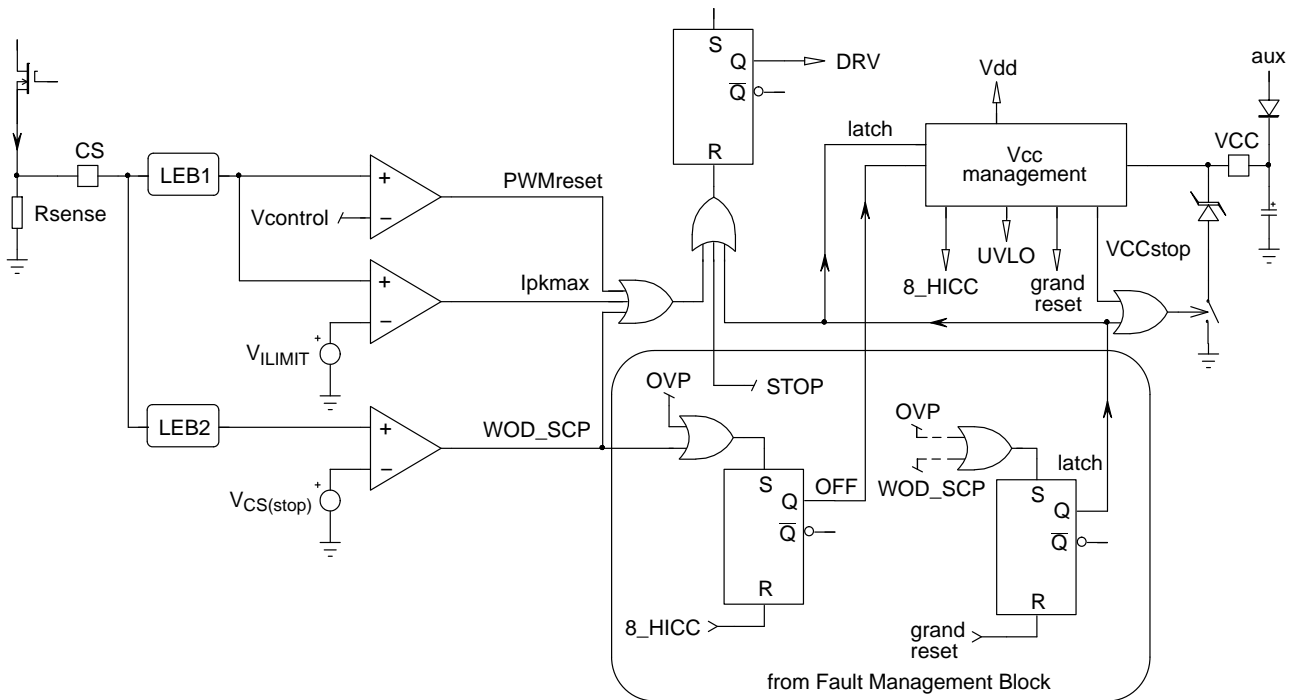 S
Q
Q
R
DRV
Vdd
aux
latch
VCC
Vcc
management
CS
LEB1
Rsense
+
−
Vcontrol
PWMreset
UVLO
8_HICC
grand
reset
VCCstop
+
−
Ipkmax
+
VILIMIT
STOP
OVP
LEB2
+
−
WOD_SCP
+
VCS(stop)
OVP
WOD_SCP
latch
S
Q
Q
R
OFF
8_HICC
S
Q
Q
R
grand
reset
+
from Fault Management Block